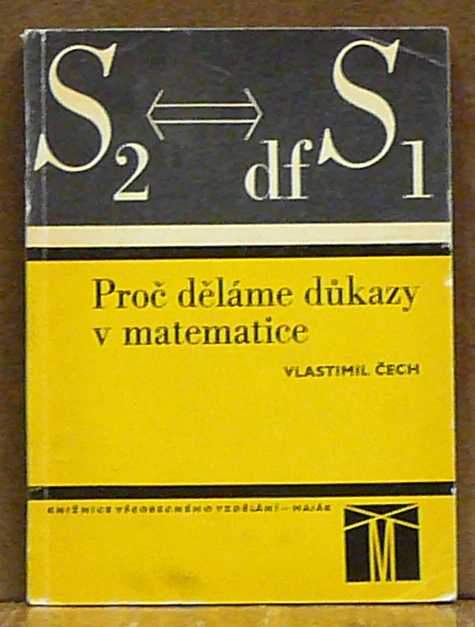 S₂ ⇔ df S₁
Proč děláme důkazy
v matematice
VLASTIMIL ČECH
KNIŽNICE VŠEOBECNÉHO VZDĚLÁNÍ – MAJÁK
M